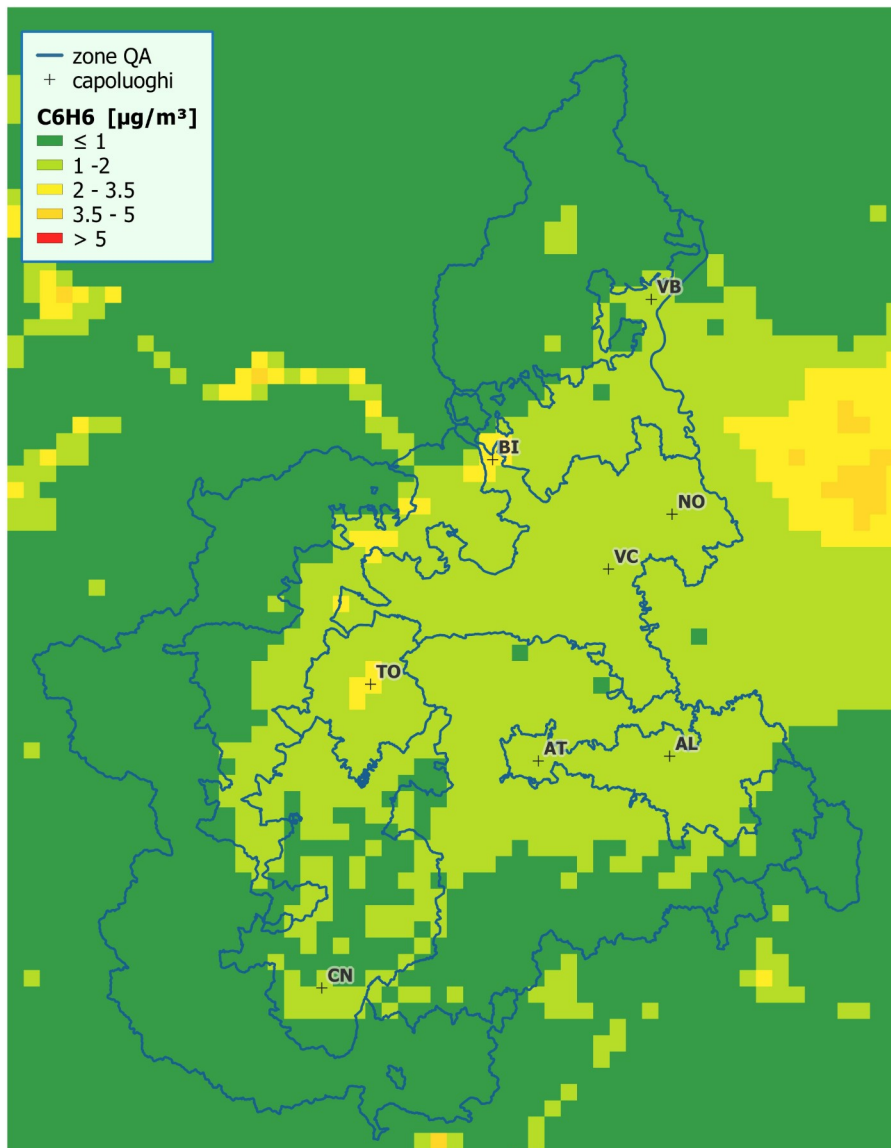 zone QA
capoluoghi
C6H6 [µg/m³]
≤ 1
1 -2
2 - 3.5
3.5 - 5
> 5
VB
BI
NO
VC
TO
AT
AL
CN